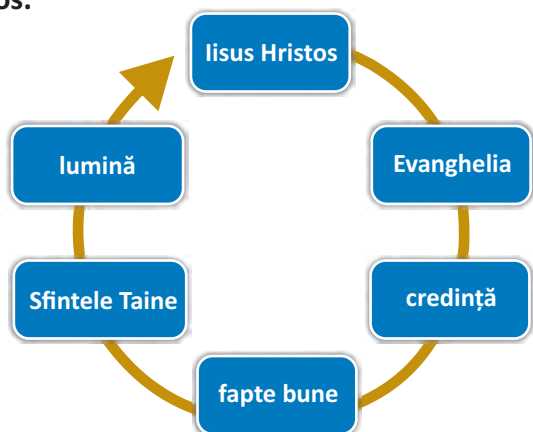 Iisus Hristos
Evanghelia
credință
fapte bune
Sfintele Taine
lumină